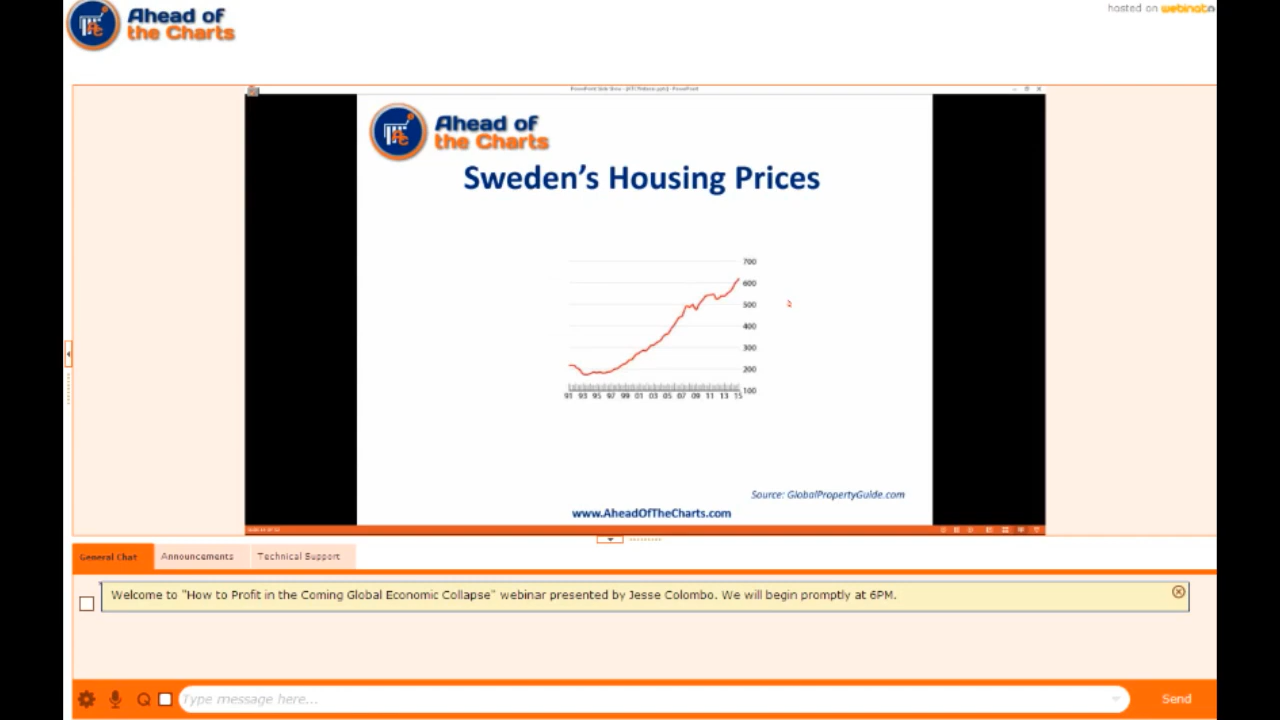 Ahead of
the Charts
hosted on
PowerPoint
Ahead of
the Charts
Sweden's Housing Prices
700
600
500
400
300
200
100
91 93 95 97 99 01 03 05 07 09 11 13 15
Source: GlobalPropertyGuide.com
www.AheadOfTheCharts.com
General Chat Announcements Technical Support
Welcome to "How to Profit in the Coming Global Economic Collapse" webinar presented by Jesse Colombo. We will begin promptly at 6PM.
Type message here...
Send